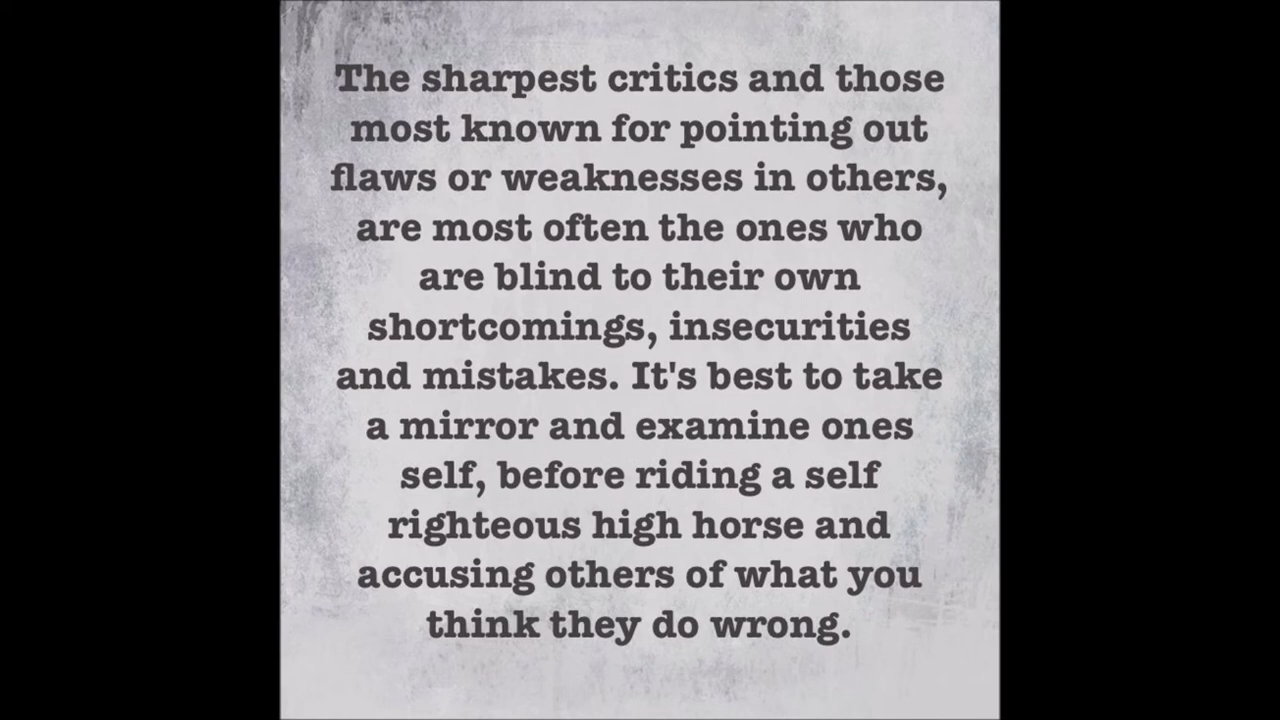 The sharpest critics and those
most known for pointing out
flaws or weaknesses in others,
are most often the ones who
are blind to their own
shortcomings, insecurities
and mistakes. It's best to take
a mirror and examine ones
self, before riding a self
righteous high horse and
accusing others of what you
think they do wrong.